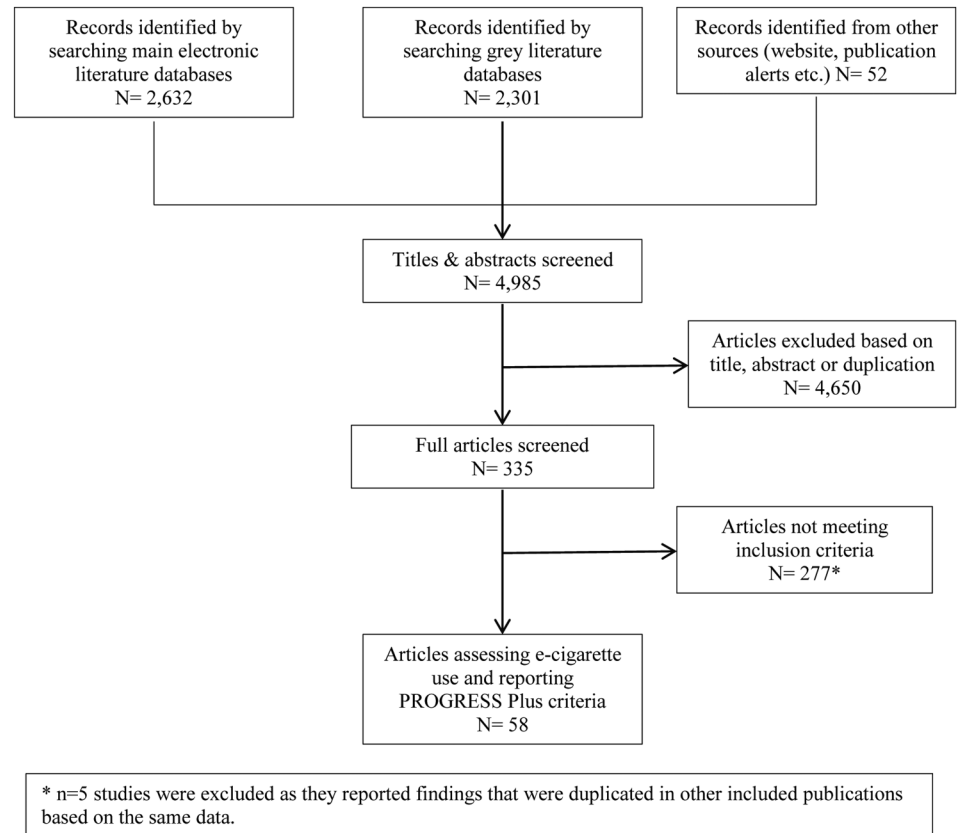 Records identified by
searching main electronic
literature databases
N= 2,632
Records identified by
searching grey literature
databases
N= 2,301
Records identified from other
sources (website, publication
alerts etc.) N= 52
Titles & abstracts screened
N= 4,985
Articles excluded based on
title, abstract or duplication
N= 4,650
Full articles screened
N= 335
Articles not meeting
inclusion criteria
N= 277*
Articles assessing e-cigarette
use and reporting
PROGRESS Plus criteria
N= 58
* n=5 studies were excluded as they reported findings that were duplicated in other included publications
based on the same data.